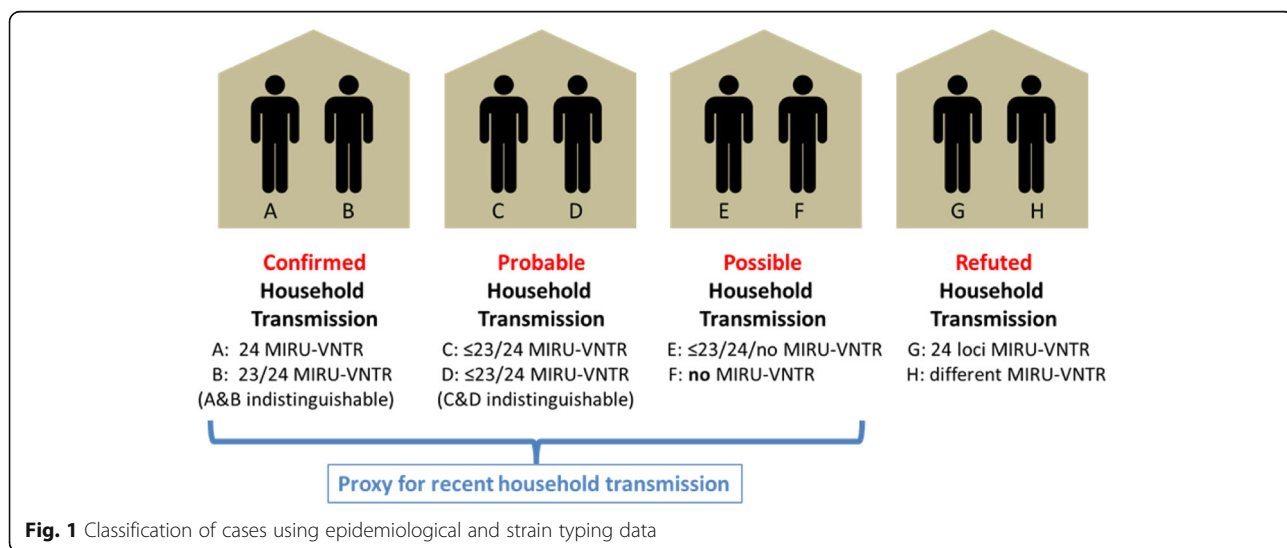 A B C D E F G H
Confirmed
Household
Transmission
A: 24 MIRU-VNTR
B: 23/24 MIRU-VNTR
(A&B indistinguishable)
Probable
Household
Transmission
C: ≤23/24 MIRU-VNTR
D: ≤23/24 MIRU-VNTR
(C&D indistinguishable)
Possible
Household
Transmission
E: ≤23/24/no MIRU-VNTR
F: no MIRU-VNTR
Refuted
Household
Transmission
G: 24 loci MIRU-VNTR
H: different MIRU-VNTR
Proxy for recent household transmission
Fig. 1 Classification of cases using epidemiological and strain typing data